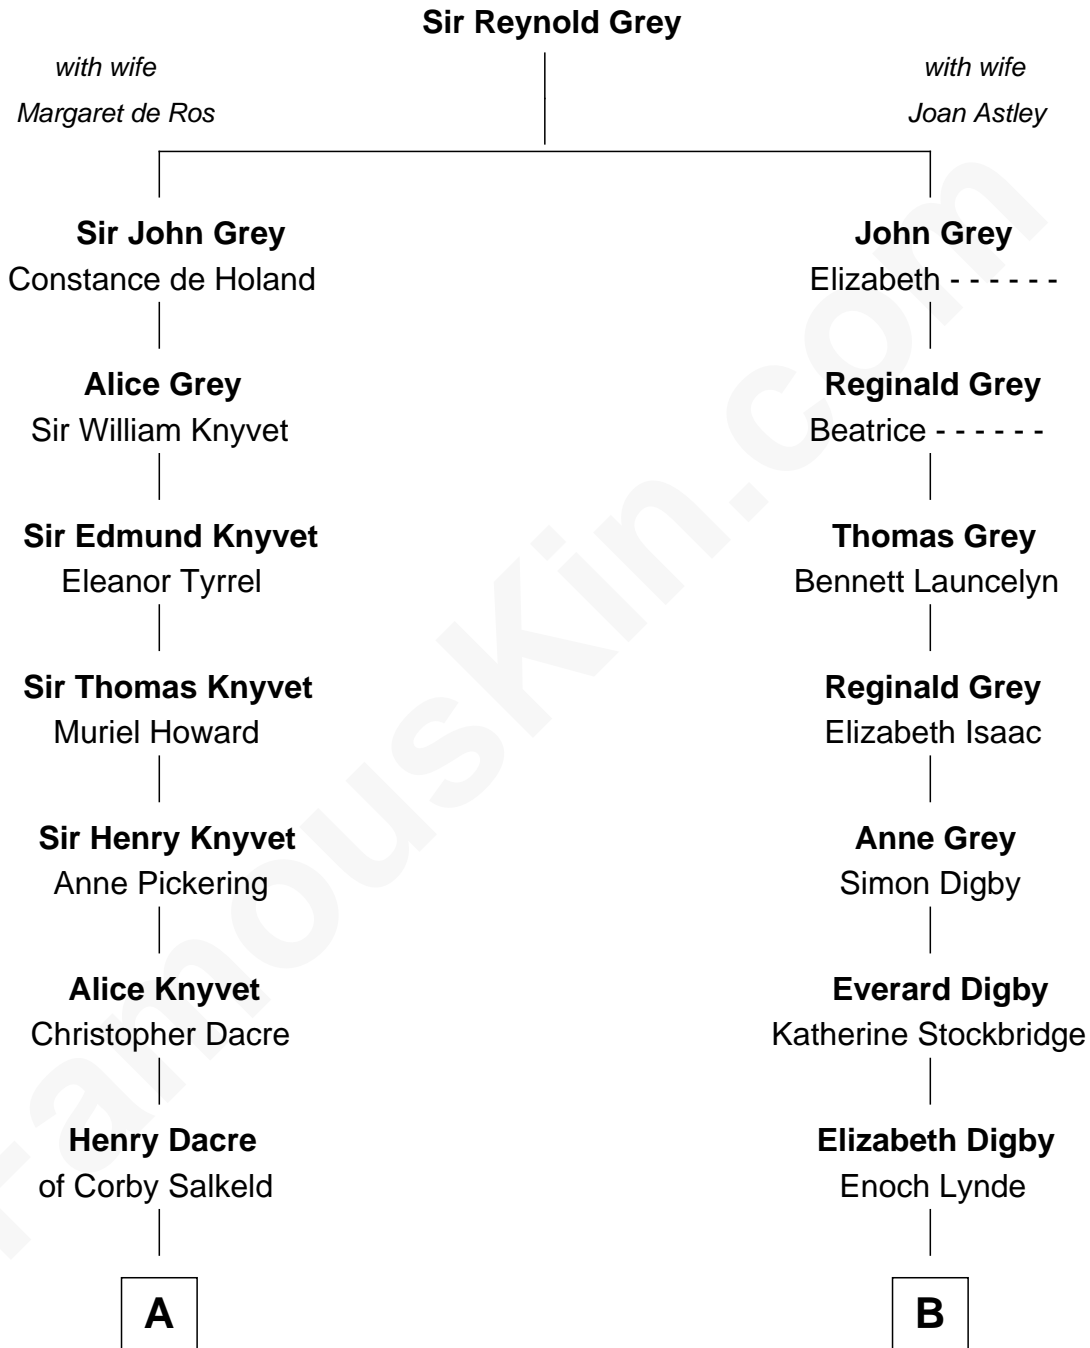 Sir Reynold Grey
with wife
Margaret de Ros
with wife
Joan Astley
Sir John Grey
Constance de Holand
John Grey
Elizabeth - - - - - -
Alice Grey
Sir William Knyvet
Reginald Grey
Beatrice - - - - - -
Sir Edmund Knyvet
Eleanor Tyrrel
Thomas Grey
Bennett Launcelyn
Sir Thomas Knyvet
Muriel Howard
Reginald Grey
Elizabeth Isaac
Sir Henry Knyvet
Anne Pickering
Anne Grey
Simon Digby
Alice Knyvet
Christopher Dacre
Everard Digby
Katherine Stockbridge
Henry Dacre
of Corby Salkeld
Elizabeth Digby
Enoch Lynde
A
B
FamousKin.com